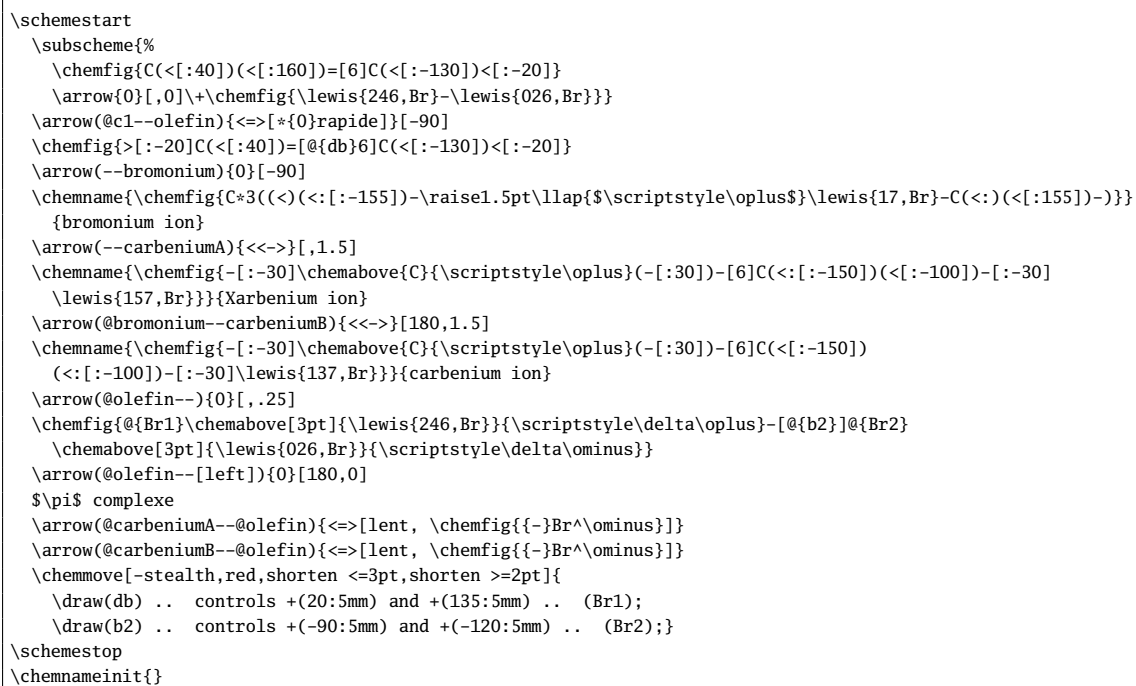 \schemestart
\subscheme{%
\chemfig{C(<[:40])(<[:160])=[6]C(<[:-130])<[:-20]}
\arrow{0}[,0]\+\chemfig{\lewis{246,Br}-\lewis{026,Br}}}
\arrow(@c1--olefin){<=>[*{0}rapide]}[-90]
\chemfig{>[:-20]C(<[:40])=[@{db}6]C(<[:-130])<[:-20]}
\arrow(--bromonium){0}[-90]
\chemname{\chemfig{C*3((<)(<:[:-155])-\raise1.5pt\llap{$\scriptstyle\oplus$}\lewis{17,Br}-C(<:)(<[:155])-)}}
{bromonium ion}
\arrow(--carbeniumA){<<->}[,1.5]
\chemname{\chemfig{-[:-30]\chemabove{C}{\scriptstyle\oplus}(-[:30])-[6]C(<:[:-150])(<[:-100])-[:-30]
\lewis{157,Br}}}{Xarbenium ion}
\arrow(@bromonium--carbeniumB){<<->}[180,1.5]
\chemname{\chemfig{-[:-30]\chemabove{C}{\scriptstyle\oplus}(-[:30])-[6]C(<[:-150])
(<:[:-100])-[:-30]\lewis{137,Br}}}{carbenium ion}
\arrow(@olefin--){0}[,.25]
\chemfig{@{Br1}\chemabove[3pt]{\lewis{246,Br}}{\scriptstyle\delta\oplus}-[@{b2}]@{Br2}
\chemabove[3pt]{\lewis{026,Br}}{\scriptstyle\delta\ominus}}
\arrow(@olefin--[left]){0}[180,0]
$\pi$ complexe
\arrow(@carbeniumA--@olefin){<=>[lent, \chemfig{{-}Br^\ominus}]}
\arrow(@carbeniumB--@olefin){<=>[lent, \chemfig{{-}Br^\ominus}]}
\chemmove[-stealth,red,shorten <=3pt,shorten >=2pt]{
\draw(db) .. controls +(20:5mm) and +(135:5mm) .. (Br1);
\draw(b2) .. controls +(-90:5mm) and +(-120:5mm) .. (Br2);}
\schemestop
\chemnameinit{}